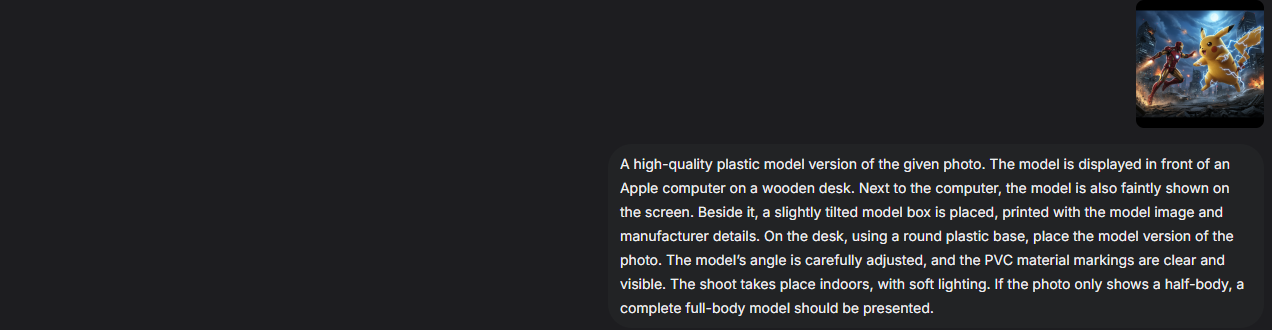 A high-quality plastic model version of the given photo. The model is displayed in front of an
Apple computer on a wooden desk. Next to the computer, the model is also faintly shown on
the screen. Beside it, a slightly tilted model box is placed, printed with the model image and
manufacturer details. On the desk, using a round plastic base, place the model version of the
photo. The model’s angle is carefully adjusted, and the PVC material markings are clear and
visible. The shoot takes place indoors, with soft lighting. If the photo only shows a half-body, a
complete full-body model should be presented.